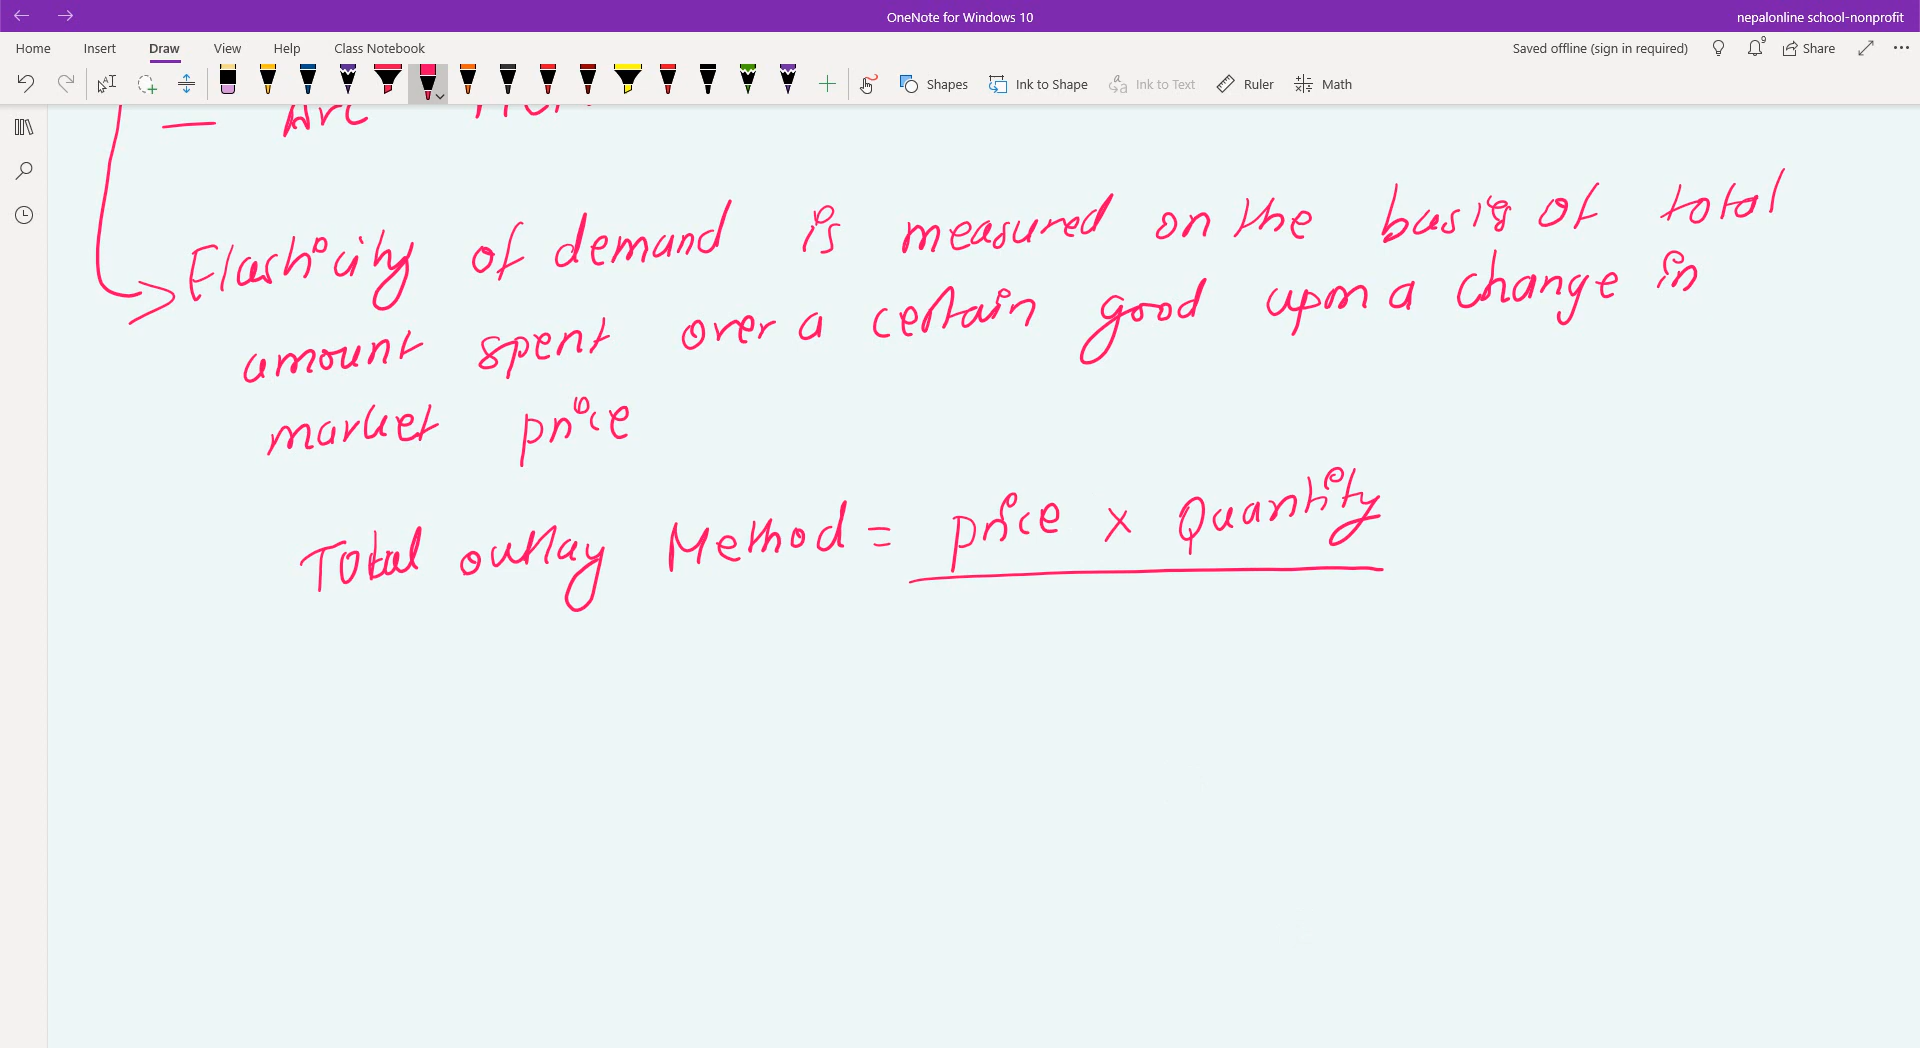 OneNote for Windows 10
nepalonline school-nonprofit
Home Insert Draw View Help Class Notebook
Saved offline (sign in required) 9 Share
Shapes Ink to Shape Ink to Text Ruler Math
— Arc
Elasticity of demand is measured on the basis of total
amount spent over a certain good upon a change in
market price
Total outlay Method = price x Quantity